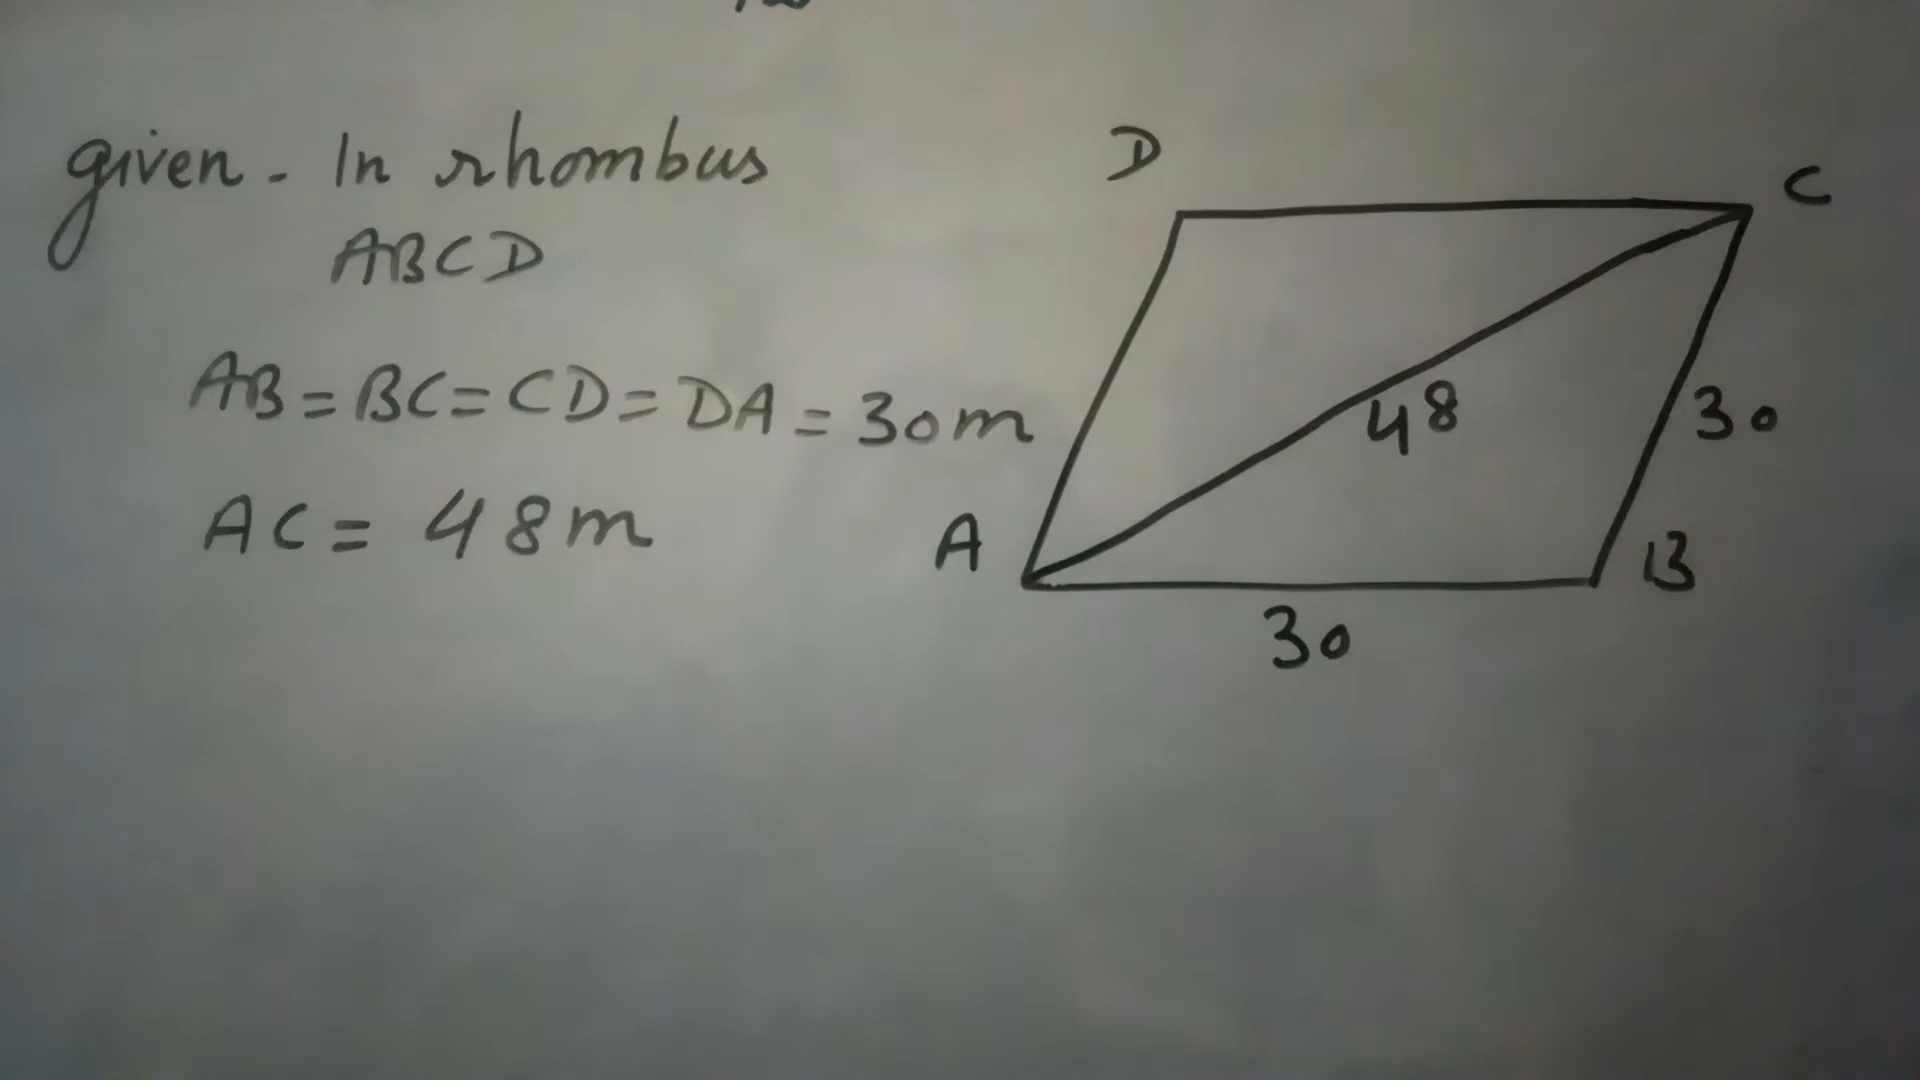 given - In rhombus
ABCD
AB = BC = CD = DA = 30m
AC = 48m
D
C
48
30
A
B
30